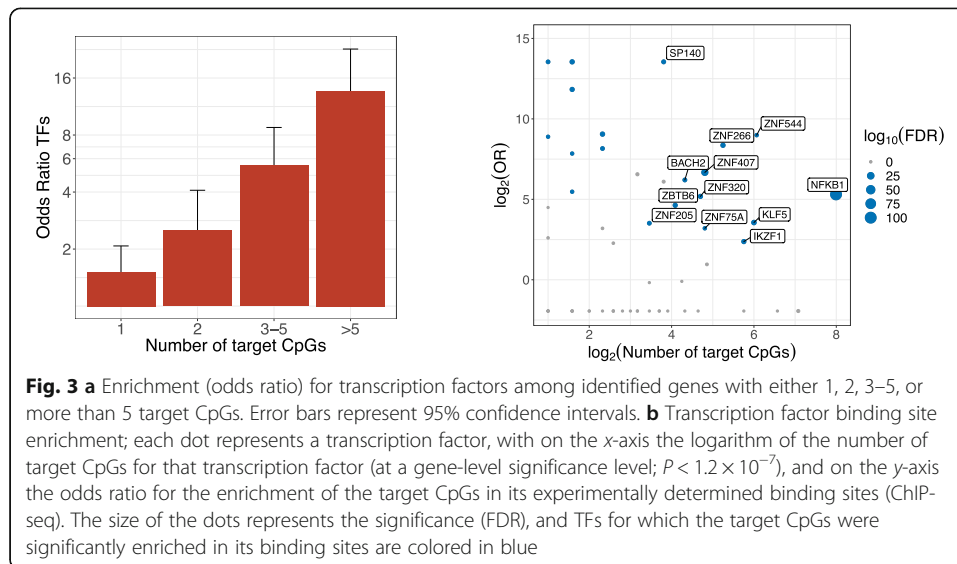 Odds Ratio TFs
16
8
6
4
2
1
2
3–5
>5
Number of target CpGs
log2(OR)
15
10
5
0
2
4
6
8
log2(Number of target CpGs)
SP140
ZNF544
ZNF266
BACH2
ZNF407
NFKB1
ZNF320
ZBTB6
ZNF205
ZNF75A
KLF5
IKZF1
log10(FDR)
0
25
50
75
100
Fig. 3 a Enrichment (odds ratio) for transcription factors among identified genes with either 1, 2, 3–5, or
more than 5 target CpGs. Error bars represent 95% confidence intervals. b Transcription factor binding site
enrichment; each dot represents a transcription factor, with on the x-axis the logarithm of the number of
target CpGs for that transcription factor (at a gene-level significance level; P < 1.2 × 10⁻⁷), and on the y-axis
the odds ratio for the enrichment of the target CpGs in its experimentally determined binding sites (ChIP-
seq). The size of the dots represents the significance (FDR), and TFs for which the target CpGs were
significantly enriched in its binding sites are colored in blue